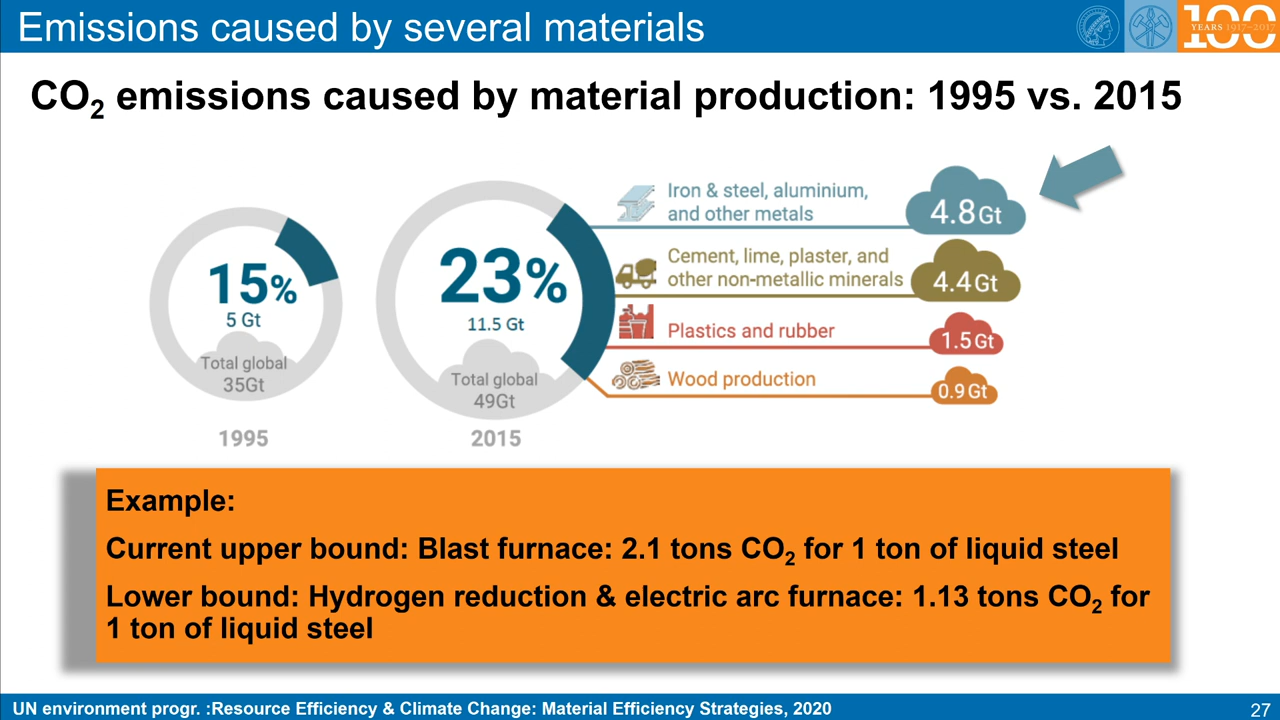 Emissions caused by several materials
100
YEARS 1917–2017
CO2 emissions caused by material production: 1995 vs. 2015
15%
5 Gt
Total global
35Gt
1995
23%
11.5 Gt
Total global
49Gt
2015
Iron & steel, aluminium,
and other metals
4.8Gt
Cement, lime, plaster, and
other non-metallic minerals
4.4Gt
Plastics and rubber
1.5Gt
Wood production
0.9Gt
Example:
Current upper bound: Blast furnace: 2.1 tons CO2 for 1 ton of liquid steel
Lower bound: Hydrogen reduction & electric arc furnace: 1.13 tons CO2 for
1 ton of liquid steel
UN environment progr. :Resource Efficiency & Climate Change: Material Efficiency Strategies, 2020
27